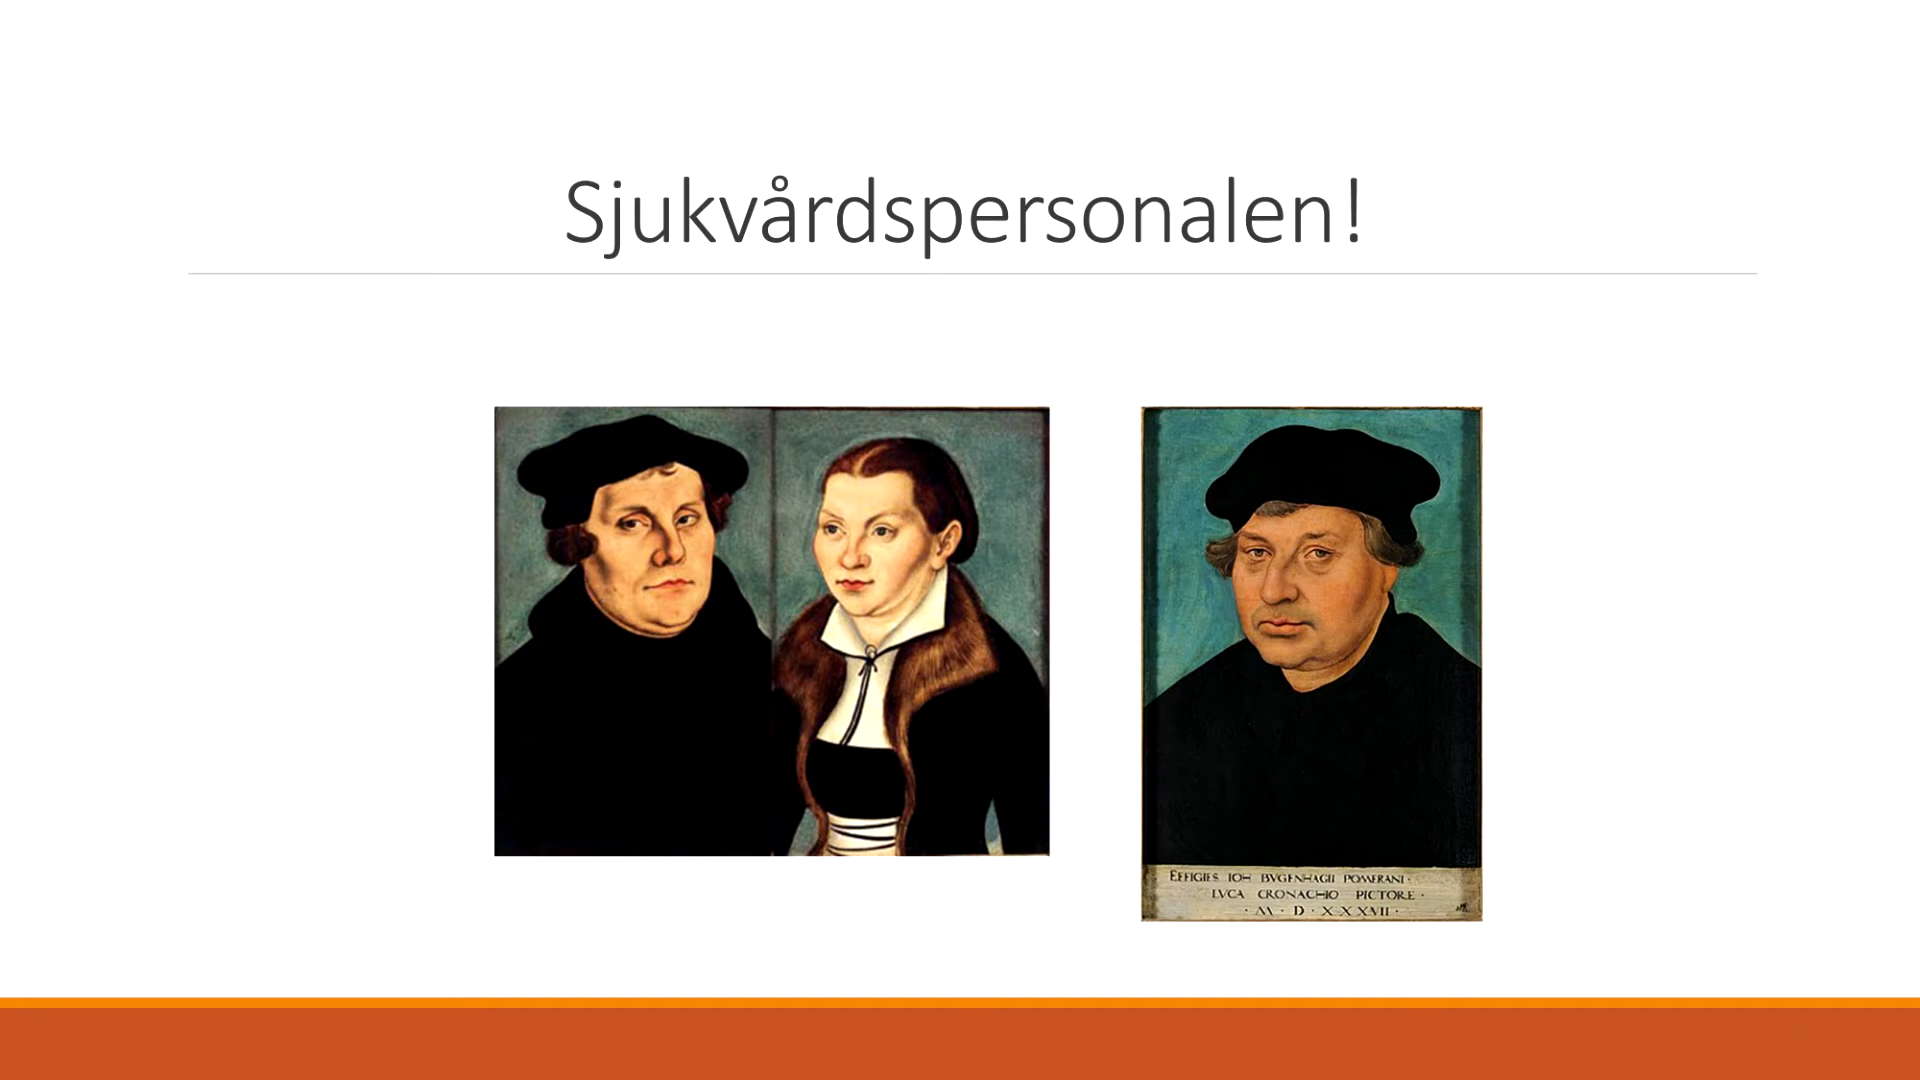 Sjukvårdspersonalen!
EFFIGIES IOH BVGENHAGII POMERANI ·
LVCA CRONACHIO PICTORE ·
· M · D · XXXVII ·